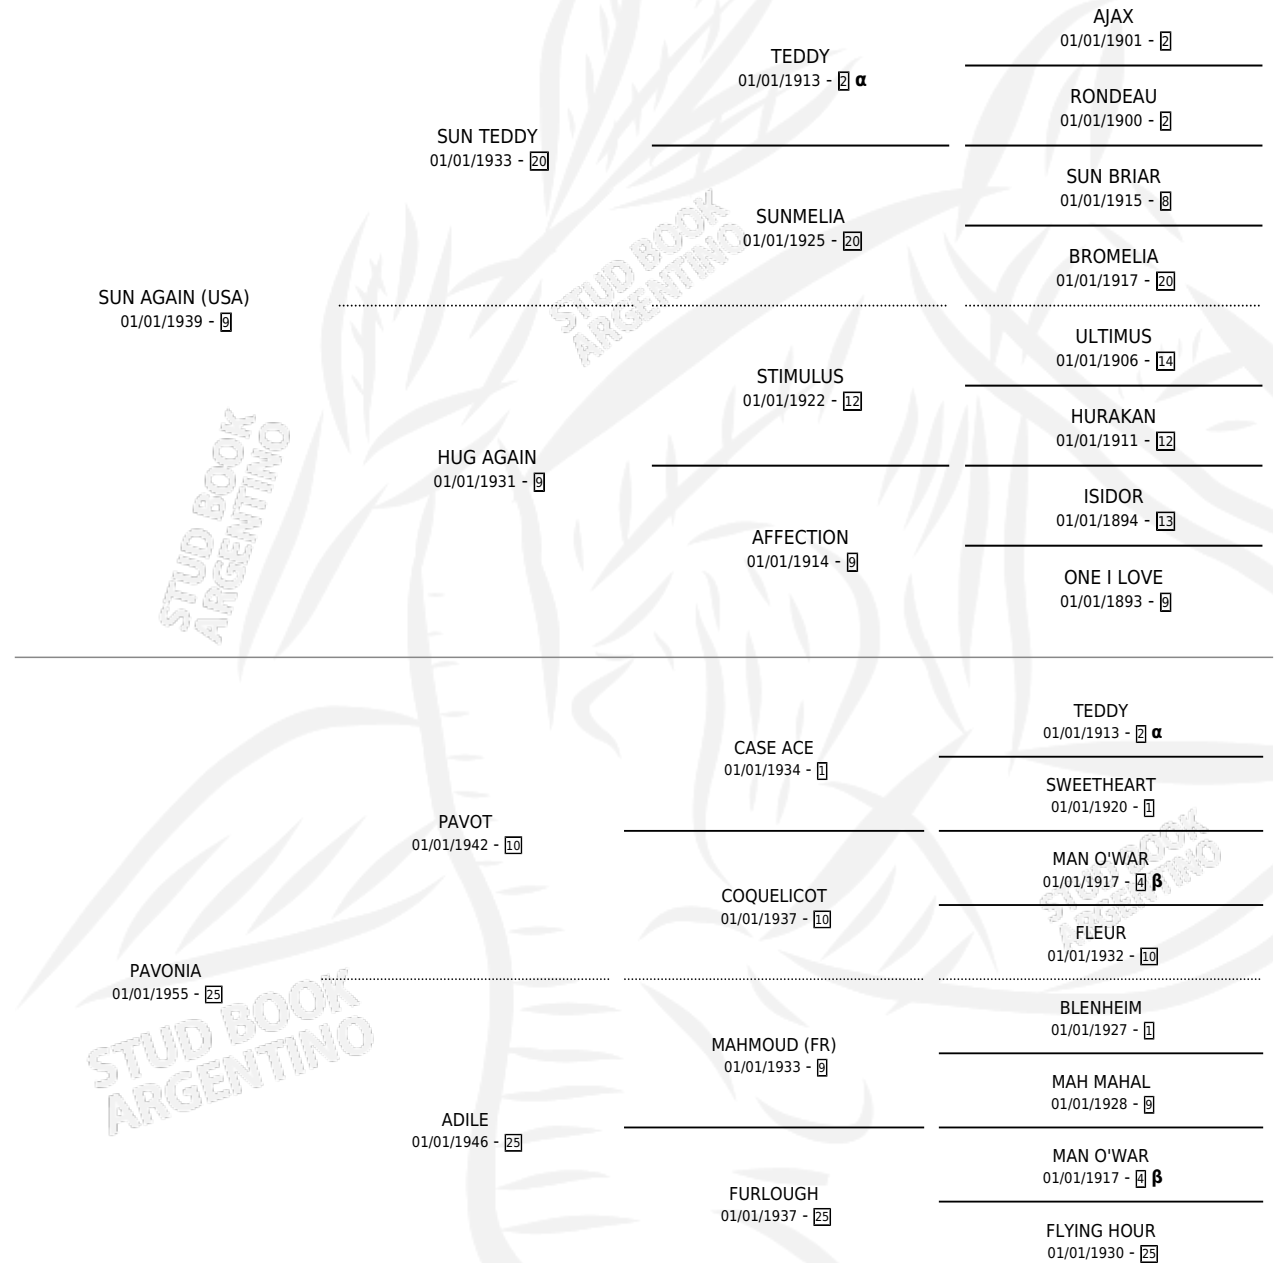 AJAX
01/01/1901 - 2
TEDDY
01/01/1913 - 2 α
RONDEAU
01/01/1900 - 2
SUN TEDDY
01/01/1933 - 20
SUN BRIAR
01/01/1915 - 8
SUNMELIA
01/01/1925 - 20
BROMELIA
01/01/1917 - 20
SUN AGAIN (USA)
01/01/1939 - 9
ULTIMUS
01/01/1906 - 14
STIMULUS
01/01/1922 - 12
HURAKAN
01/01/1911 - 12
HUG AGAIN
01/01/1931 - 9
ISIDOR
01/01/1894 - 13
AFFECTION
01/01/1914 - 9
ONE I LOVE
01/01/1893 - 9
TEDDY
01/01/1913 - 2 α
CASE ACE
01/01/1934 - 1
SWEETHEART
01/01/1920 - 1
PAVOT
01/01/1942 - 10
MAN O'WAR
01/01/1917 - 4 β
COQUELICOT
01/01/1937 - 10
FLEUR
01/01/1932 - 10
PAVONIA
01/01/1955 - 25
BLENHEIM
01/01/1927 - 1
MAHMOUD (FR)
01/01/1933 - 9
MAH MAHAL
01/01/1928 - 9
ADILE
01/01/1946 - 25
MAN O'WAR
01/01/1917 - 4 β
FURLOUGH
01/01/1937 - 25
FLYING HOUR
01/01/1930 - 25
STUD BOOK
ARGENTINO
STUD BOOK
ARGENTINO
STUD BOOK
ARGENTINO
STUD BOOK
ARGENTINO